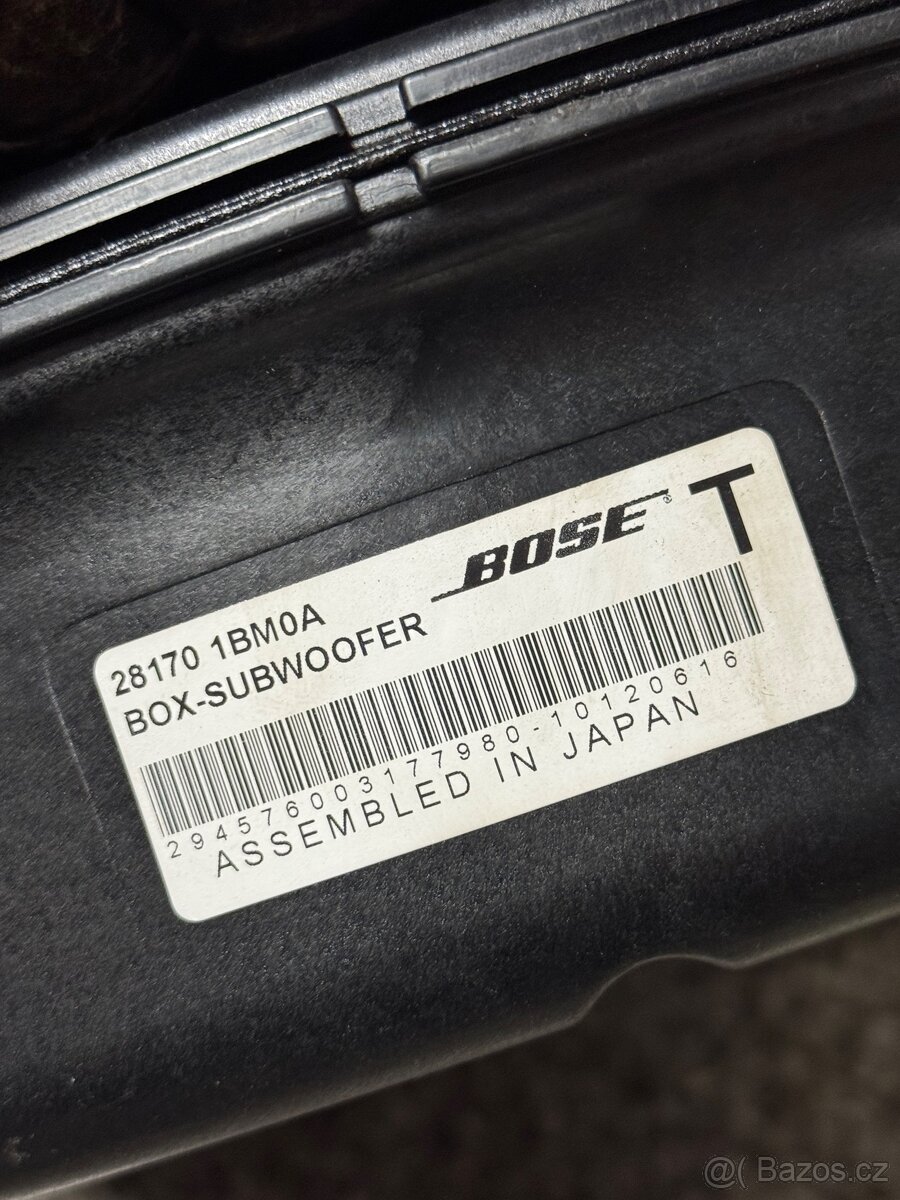 BOSE® T
28170 1BM0A
BOX-SUBWOOFER
294576003177980-10120616
ASSEMBLED IN JAPAN
@( Bazos.cz